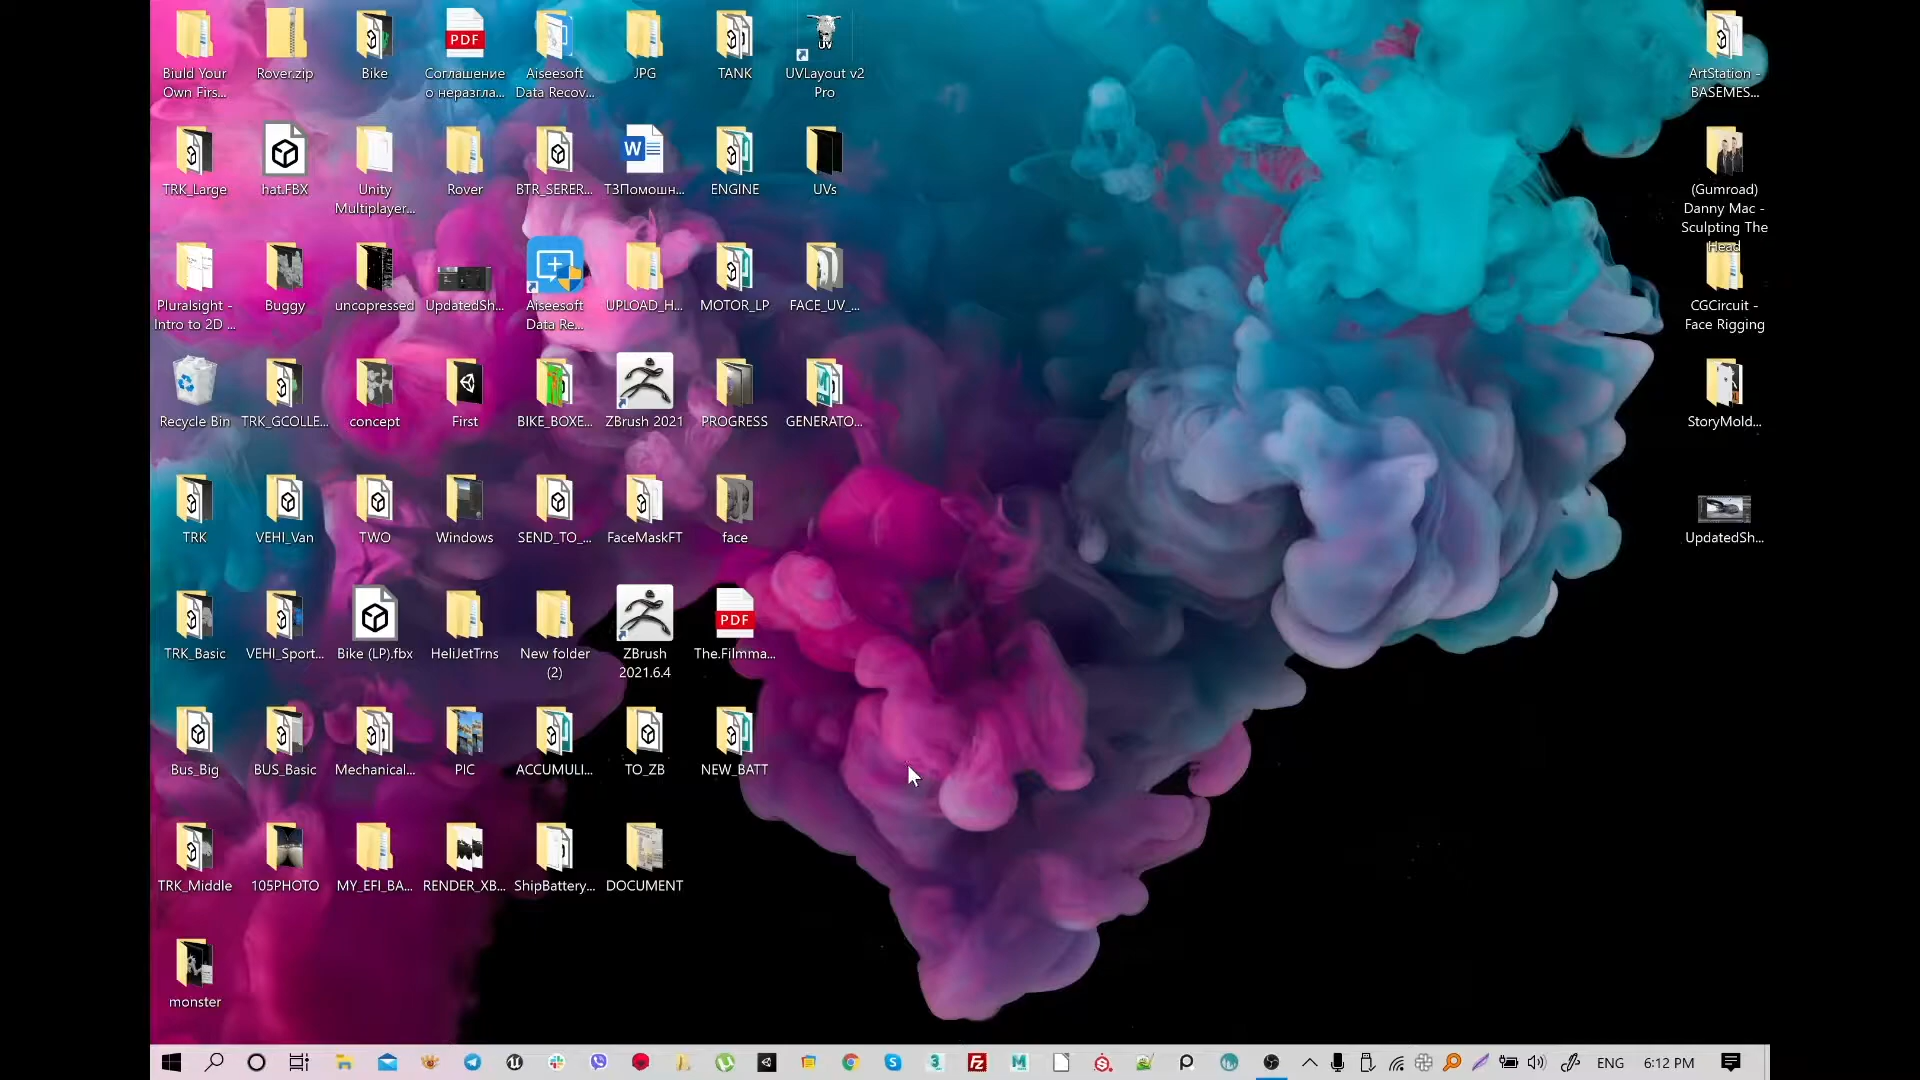 Biuld Your
Own Firs...
Rover.zip
Bike
PDF
Соглашение
о неразгла...
Aiseesoft
Data Recov...
JPG
TANK
UV
UVLayout v2
Pro
ArtStation -
BASEMES...
TRK_Large
hat.FBX
Unity
Multiplayer...
Rover
BTR_SERER...
W
ТЗПомошн...
ENGINE
UVs
(Gumroad)
Danny Mac -
Sculpting The
Head
Pluralsight -
Intro to 2D ...
Buggy
uncopressed
UpdatedSh...
Aiseesoft
Data Re...
UPLOAD_H...
MOTOR_LP
FACE_UV_...
CGCircuit -
Face Rigging
Recycle Bin
TRK_GCOLLE...
concept
First
BIKE_BOXE...
ZBrush 2021
PROGRESS
GENERATO...
StoryMold...
TRK
VEHI_Van
TWO
Windows
SEND_TO_...
FaceMaskFT
face
UpdatedSh...
TRK_Basic
VEHI_Sport...
Bike (LP).fbx
HeliJetTrns
New folder
(2)
ZBrush
2021.6.4
PDF
The.Filmma...
Bus_Big
BUS_Basic
Mechanical...
PIC
ACCUMULI...
TO_ZB
NEW_BATT
TRK_Middle
105PHOTO
MY_EFI_BA...
RENDER_XB...
ShipBattery...
DOCUMENT
monster
ENG
6:12 PM